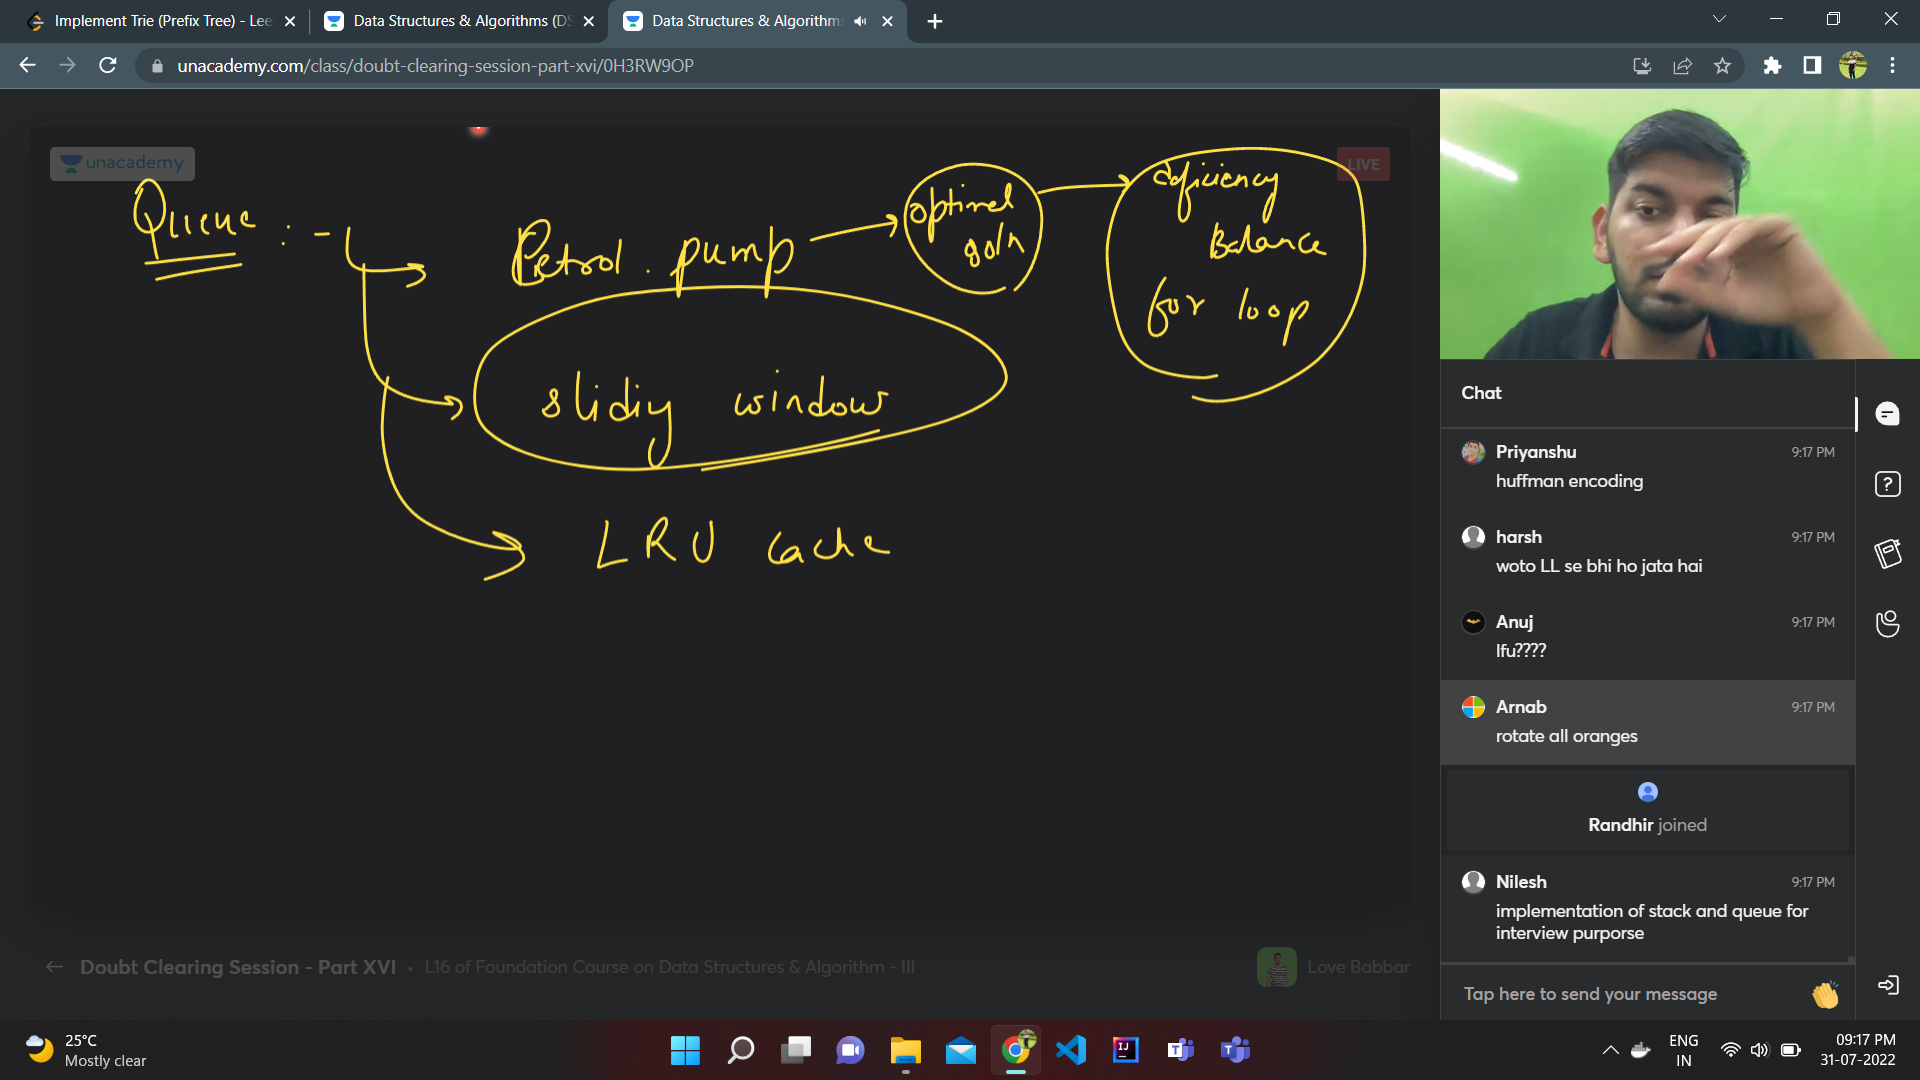 Implement Trie (Prefix Tree) - Lee
Data Structures & Algorithms (DS
Data Structures & Algorithms
unacademy.com/class/doubt-clearing-session-part-xvi/0H3RW9OP
unacademy
LIVE
Queue : -
Petrol . pump
optimal
soln
deficiency
Balance
for loop
sliding window
LRU cache
Chat
Priyanshu 9:17 PM
huffman encoding
harsh 9:17 PM
woto LL se bhi ho jata hai
Anuj 9:17 PM
lfu????
Arnab 9:17 PM
rotate all oranges
Randhir joined
Nilesh 9:17 PM
implementation of stack and queue for
interview purporse
Tap here to send your message
Doubt Clearing Session - Part XVI • L16 of Foundation Course on Data Structures & Algorithm - III
Love Babbar
25°C
Mostly clear
ENG
IN
09:17 PM
31-07-2022